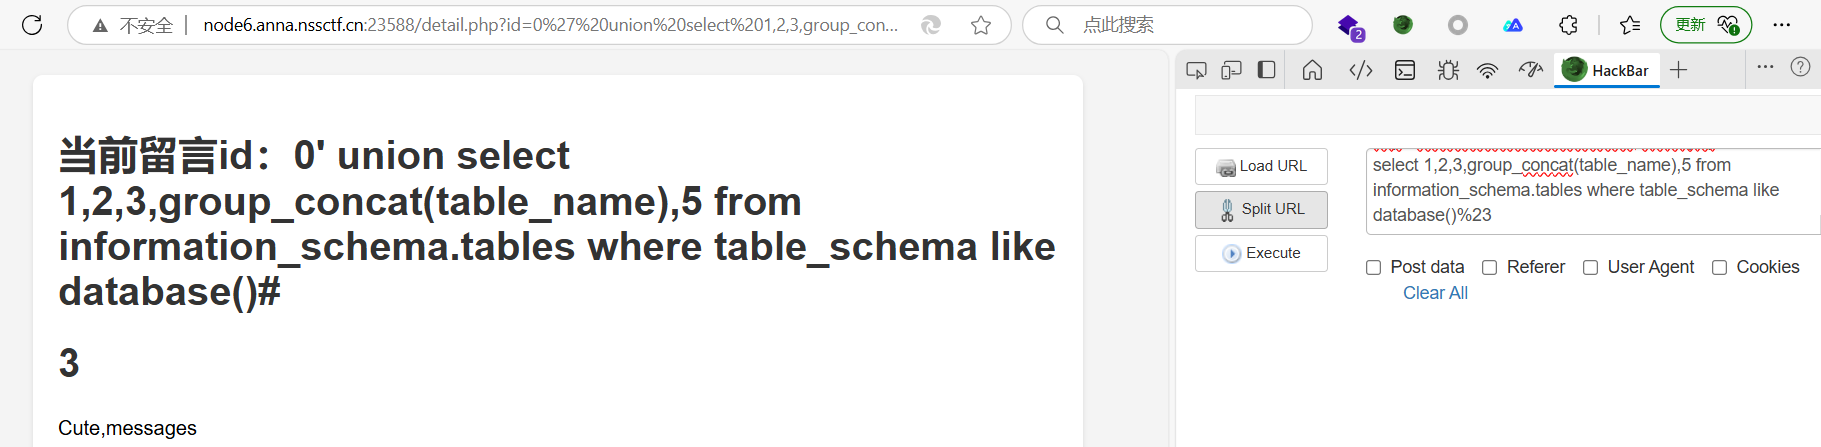 不安全 node6.anna.nssctf.cn:23588/detail.php?id=0%27%20union%20select%201,2,3,group_con...
点此搜索
2
更新
HackBar
当前留言id：0' union select
1,2,3,group_concat(table_name),5 from
information_schema.tables where table_schema like
database()#
3
Cute,messages
Load URL
Split URL
Execute
select 1,2,3,group_concat(table_name),5 from
information_schema.tables where table_schema like
database()%23
Post data Referer User Agent Cookies
Clear All